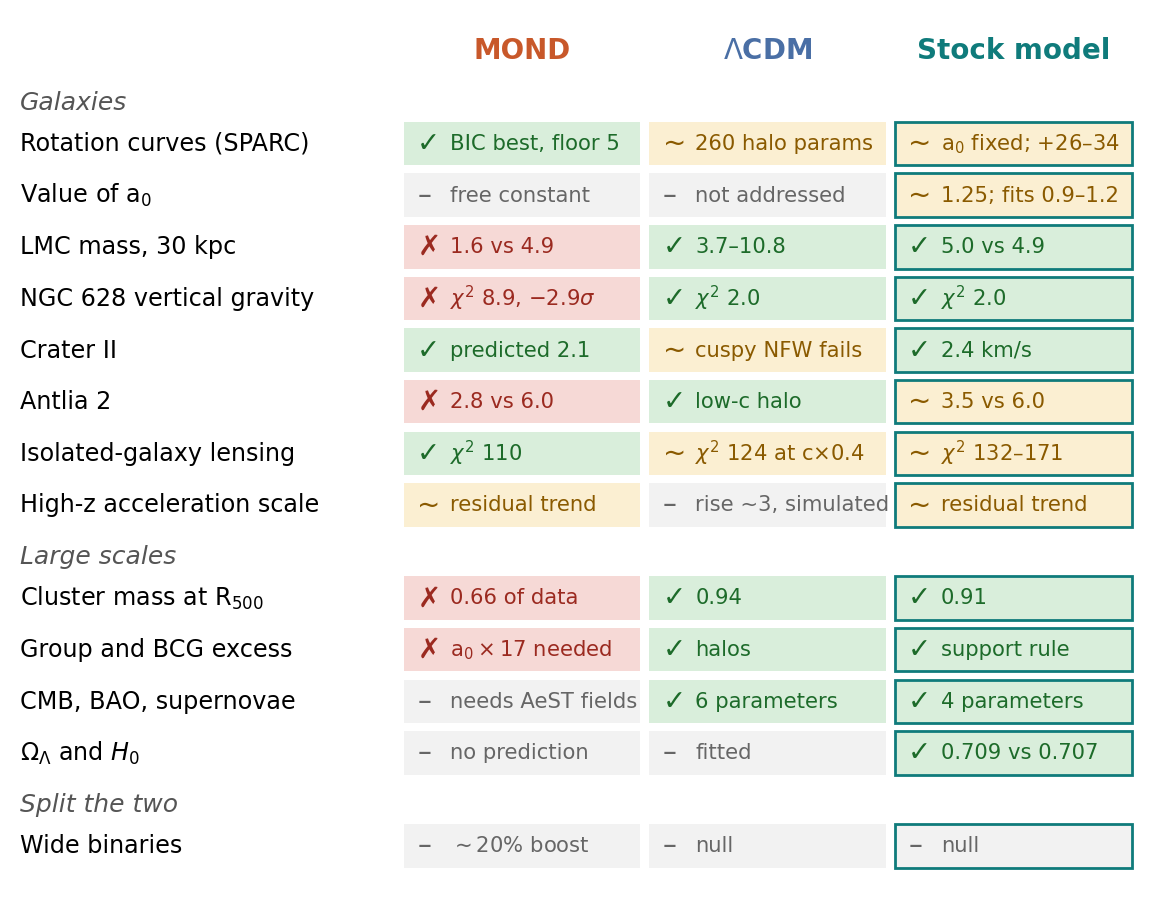 MOND ΛCDM Stock model
Galaxies
Rotation curves (SPARC) ✓ BIC best, floor 5 ~ 260 halo params ~ a₀ fixed; +26–34
Value of a₀ – free constant – not addressed ~ 1.25; fits 0.9–1.2
LMC mass, 30 kpc ✗ 1.6 vs 4.9 ✓ 3.7–10.8 ✓ 5.0 vs 4.9
NGC 628 vertical gravity ✗ χ² 8.9, −2.9σ ✓ χ² 2.0 ✓ χ² 2.0
Crater II ✓ predicted 2.1 ~ cuspy NFW fails ✓ 2.4 km/s
Antlia 2 ✗ 2.8 vs 6.0 ✓ low-c halo ~ 3.5 vs 6.0
Isolated-galaxy lensing ✓ χ² 110 ~ χ² 124 at c×0.4 ~ χ² 132–171
High-z acceleration scale ~ residual trend – rise ~3, simulated ~ residual trend
Large scales
Cluster mass at R₅₀₀ ✗ 0.66 of data ✓ 0.94 ✓ 0.91
Group and BCG excess ✗ a₀ × 17 needed ✓ halos ✓ support rule
CMB, BAO, supernovae – needs AeST fields ✓ 6 parameters ✓ 4 parameters
Ω_Λ and H₀ – no prediction – fitted ✓ 0.709 vs 0.707
Split the two
Wide binaries – ~20% boost – null – null